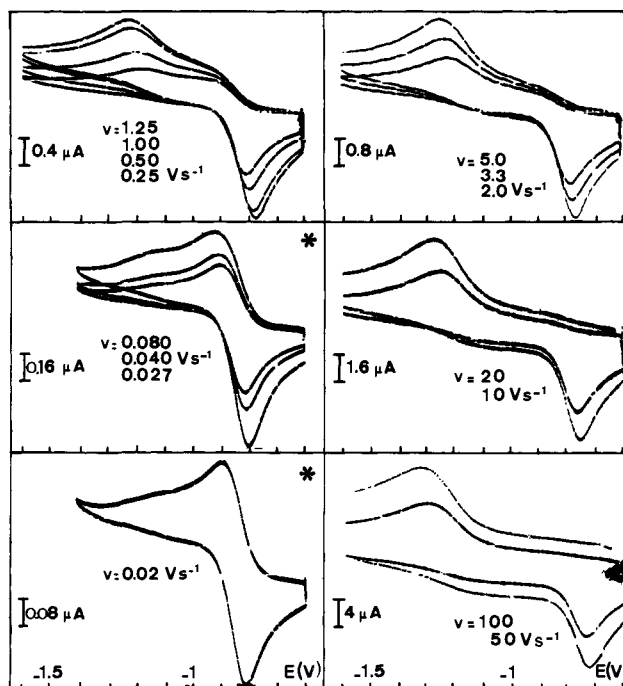 0.4 μA
v=1.25
1.00
0.50
0.25 Vs⁻¹
0.8 μA
v= 5.0
3.3
2.0 Vs⁻¹
*
0.16 μA
v=0.080
0.040 Vs⁻¹
0.027
1.6 μA
v = 20
10 Vs⁻¹
*
0.08 μA
v=0.02 Vs⁻¹
4 μA
v=100
50 Vs⁻¹
-1.5
-1
E(V)
-1.5
-1
E(V)